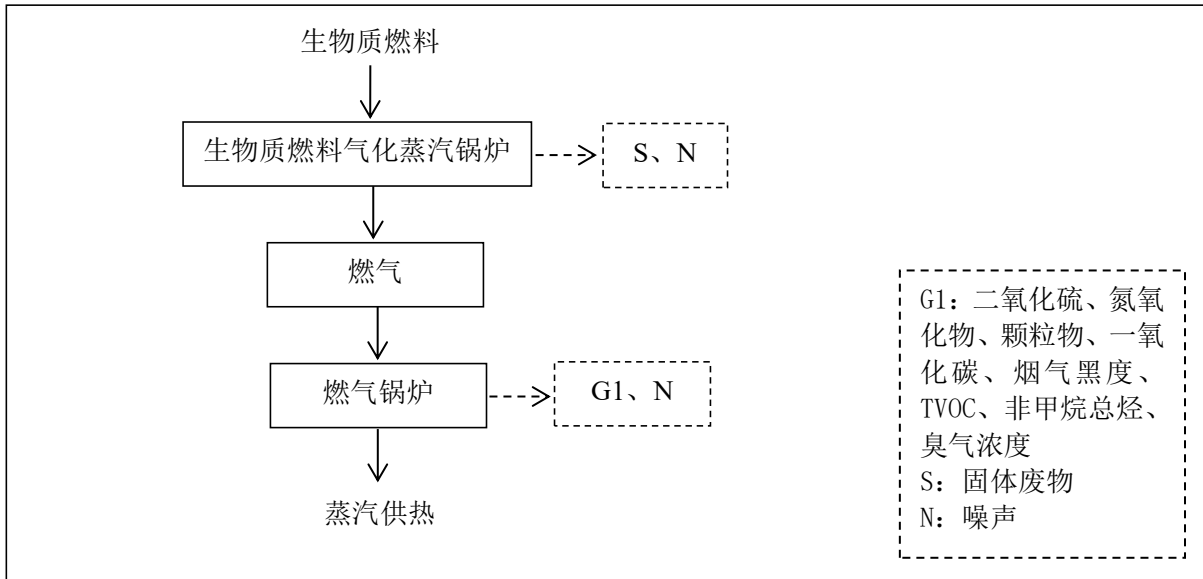 生物质燃料
生物质燃料气化蒸汽锅炉
S、N
燃气
燃气锅炉
G1、N
蒸汽供热
G1：二氧化硫、氮氧
化物、颗粒物、一氧
化碳、烟气黑度、
TVOC、非甲烷总烃、
臭气浓度
S：固体废物
N：噪声